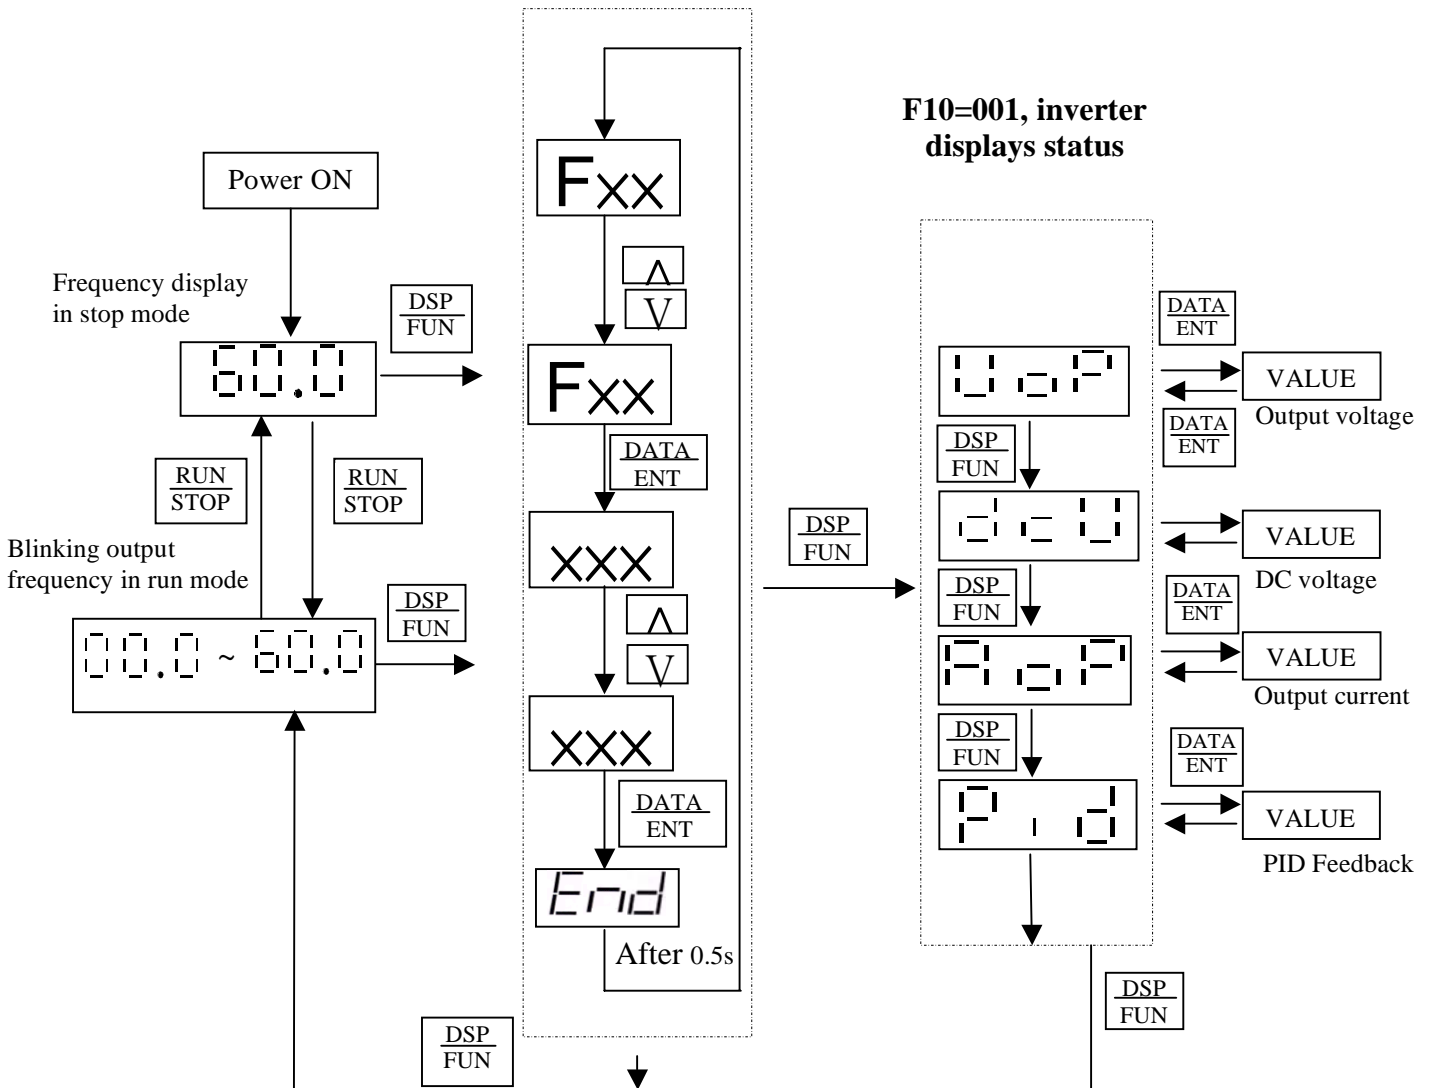 F10=001, inverter
displays status
Power ON
Frequency display
in stop mode
60.0
DSP
FUN
RUN
STOP
RUN
STOP
Blinking output
frequency in run mode
00.0 ~ 60.0
DSP
FUN
Fxx
Λ
V
Fxx
DATA
ENT
xxx
Λ
V
xxx
DATA
ENT
End
After 0.5s
DSP
FUN
DSP
FUN
UoP
DATA
ENT
VALUE
Output voltage
DATA
ENT
DSP
FUN
dcU
VALUE
DC voltage
DSP
FUN
DATA
ENT
AoP
VALUE
Output current
DSP
FUN
DATA
ENT
Pid
VALUE
PID Feedback
DSP
FUN